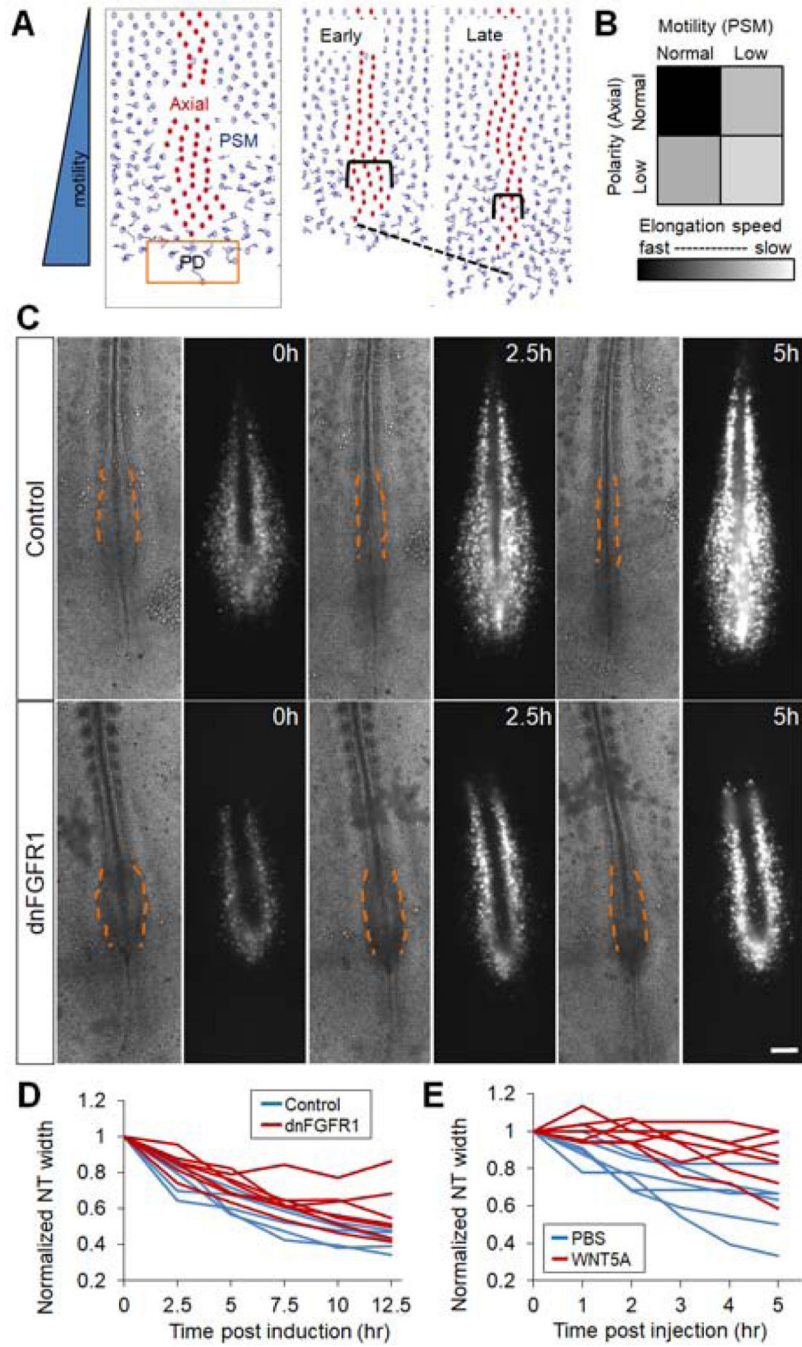 A
motility
Axial
PSM
PD
Early
Late
B
Motility (PSM)
Normal Low
Polarity (Axial)
Normal
Low
Elongation speed
fast ----------- slow
C
Control
0h
2.5h
5h
dnFGFR1
0h
2.5h
5h
D
Normalized NT width
1.2
1
0.8
0.6
0.4
0.2
Control
dnFGFR1
0 2.5 5 7.5 10 12.5
Time post induction (hr)
E
Normalized NT width
1.2
1
0.8
0.6
0.4
0.2
PBS
WNT5A
0 1 2 3 4 5
Time post injection (hr)